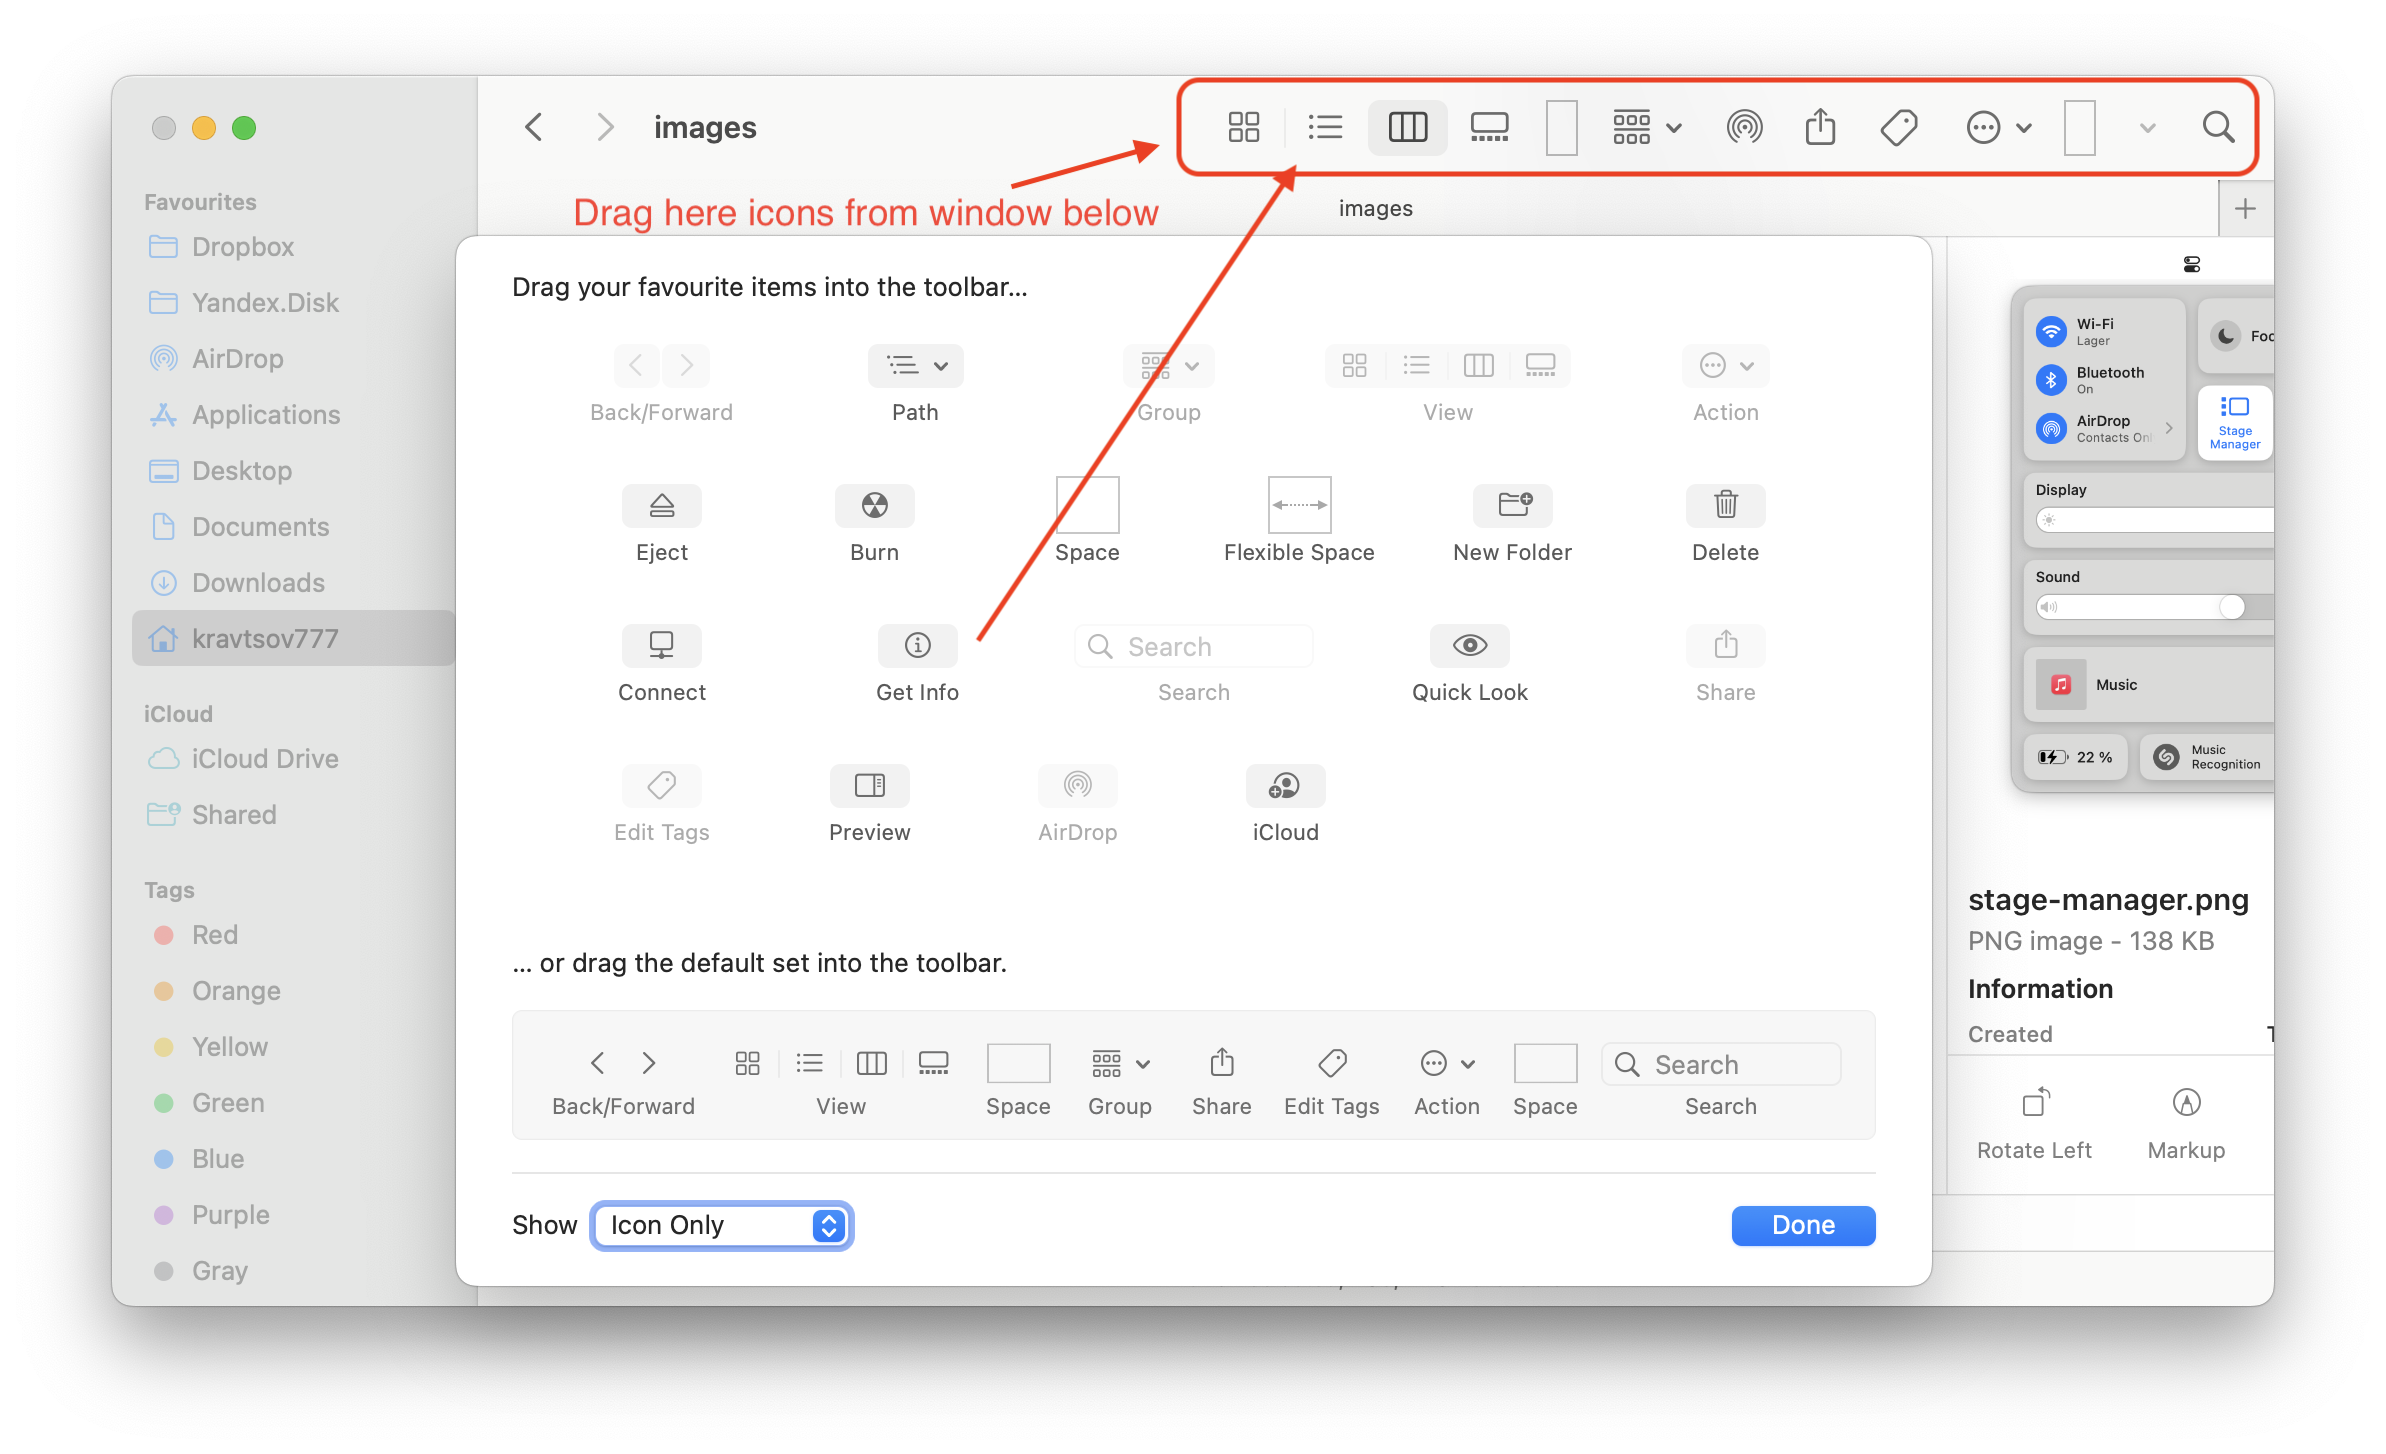 images
Drag here icons from window below
images
Favourites
Dropbox
Yandex.Disk
AirDrop
Applications
Desktop
Documents
Downloads
kravtsov777
iCloud
iCloud Drive
Shared
Tags
Red
Orange
Yellow
Green
Blue
Purple
Gray
Drag your favourite items into the toolbar...
Back/Forward
Path
Group
View
Action
Eject
Burn
Space
Flexible Space
New Folder
Delete
Connect
Get Info
Search
Search
Quick Look
Share
Edit Tags
Preview
AirDrop
iCloud
... or drag the default set into the toolbar.
Search
Back/Forward
View
Space
Group
Share
Edit Tags
Action
Space
Search
Show
Icon Only
Done
Wi-Fi
Lager
Foc
Bluetooth
On
AirDrop
Contacts Onl
Stage
Manager
Display
Sound
Music
22 %
Music
Recognition
stage-manager.png
PNG image - 138 KB
Information
Created
Rotate Left
Markup